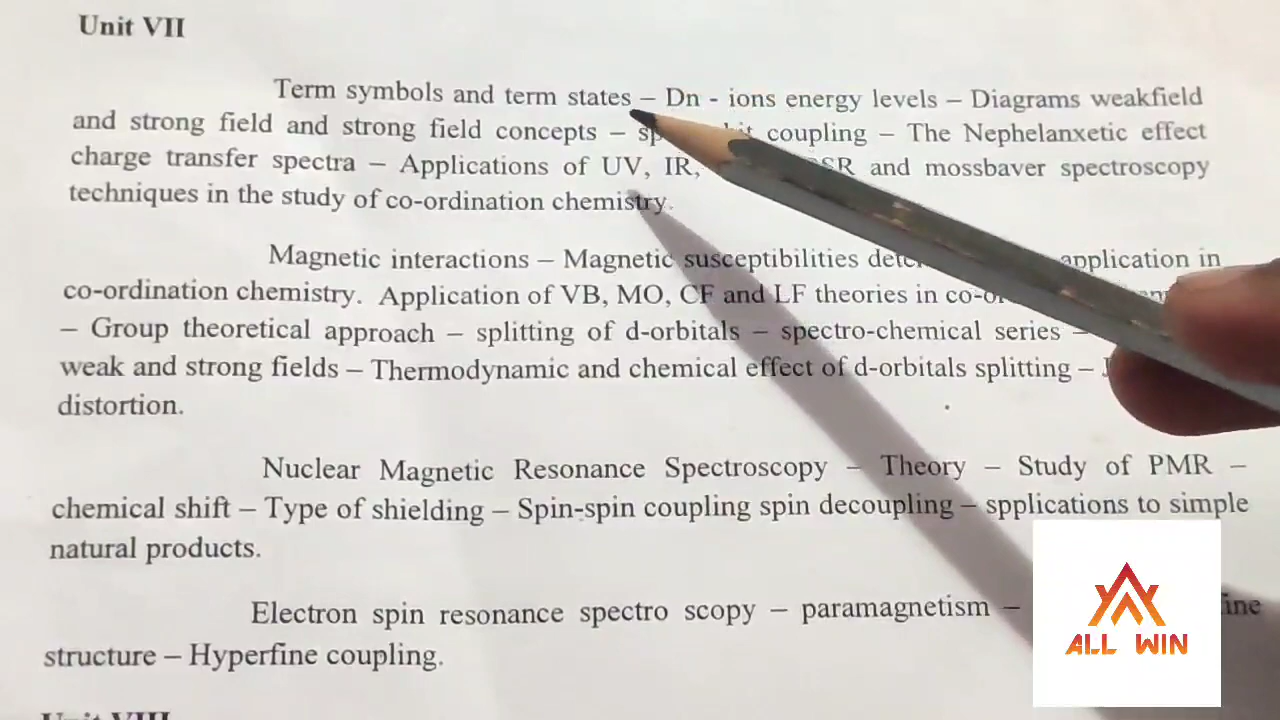 Unit VII
Term symbols and term states – Dn - ions energy levels – Diagrams weakfield
and strong field and strong field concepts – coupling – The Nephelanxetic effect
charge transfer spectra – Applications of UV, IR, and mossbaver spectroscopy
techniques in the study of co-ordination chemistry.
Magnetic interactions – Magnetic susceptibilities application in
co-ordination chemistry. Application of VB, MO, CF and LF theories in
– Group theoretical approach – splitting of d-orbitals – spectro-chemical series –
weak and strong fields – Thermodynamic and chemical effect of d-orbitals splitting –
distortion.
Nuclear Magnetic Resonance Spectroscopy – Theory – Study of PMR –
chemical shift – Type of shielding – Spin-spin coupling spin decoupling – spplications to simple
natural products.
Electron spin resonance spectro scopy – paramagnetism –
structure – Hyperfine coupling.
Unit VIII
ALL WIN